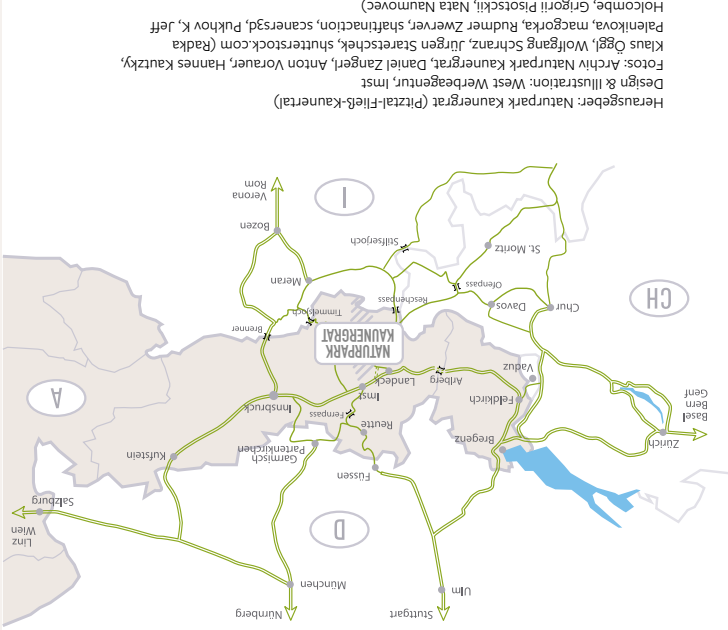 Stuttgart
Nürnberg
Ulm
München
Linz
Wien
D
Salzburg
Füssen
Garmisch
Partenkirchen
Kufstein
Zürich
Bregenz
Reutte
Basel
Bern
Genf
Fenpass
Innsbruck
Feldkirch
Imst
A
Arlberg
Landeck
Vaduz
NATURPARK
KAUNERGRAT
Brenner
Timmelsjoch
Chur
Davos
Reschenpass
CH
Ofenpass
Meran
St. Moritz
Stilfserjoch
Bozen
I
Verona
Rom
Herausgeber: Naturpark Kaunergrat (Pitztal-Fließ-Kaunertal)
Design & Illustration: West Werbeagentur, Imst
Fotos: Archiv Naturpark Kaunergrat, Daniel Zangerl, Anton Vorauer, Hannes Kautzky,
Klaus Öggl, Wolfgang Schranz, Jürgen Staretschek, shutterstock.com (Radka
Palenikova, macgorka, Rudmer Zwerver, shaftinaction, scaners3d, Pukhov K, Jeff
Holcombe, Grigorii Pisotsckii, Nata Naumovec)